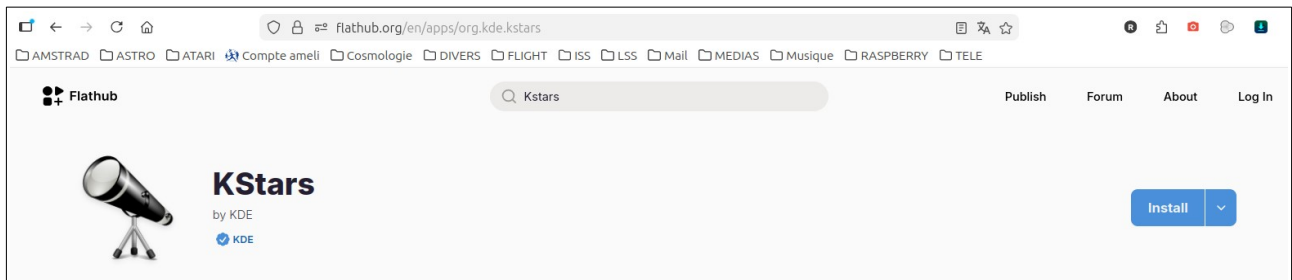 flathub.org/en/apps/org.kde.kstars
AMSTRAD ASTRO ATARI Compte ameli Cosmologie DIVERS FLIGHT ISS LSS Mail MEDIAS Musique RASPBERRY TELE
Flathub Kstars Publish Forum About Log In
KStars
by KDE
KDE
Install